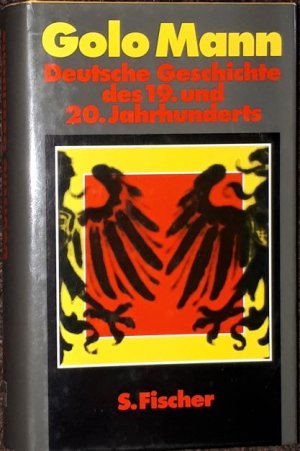 Golo Mann
Deutsche Geschichte
des 19. und
20. Jahrhunderts
S. Fischer